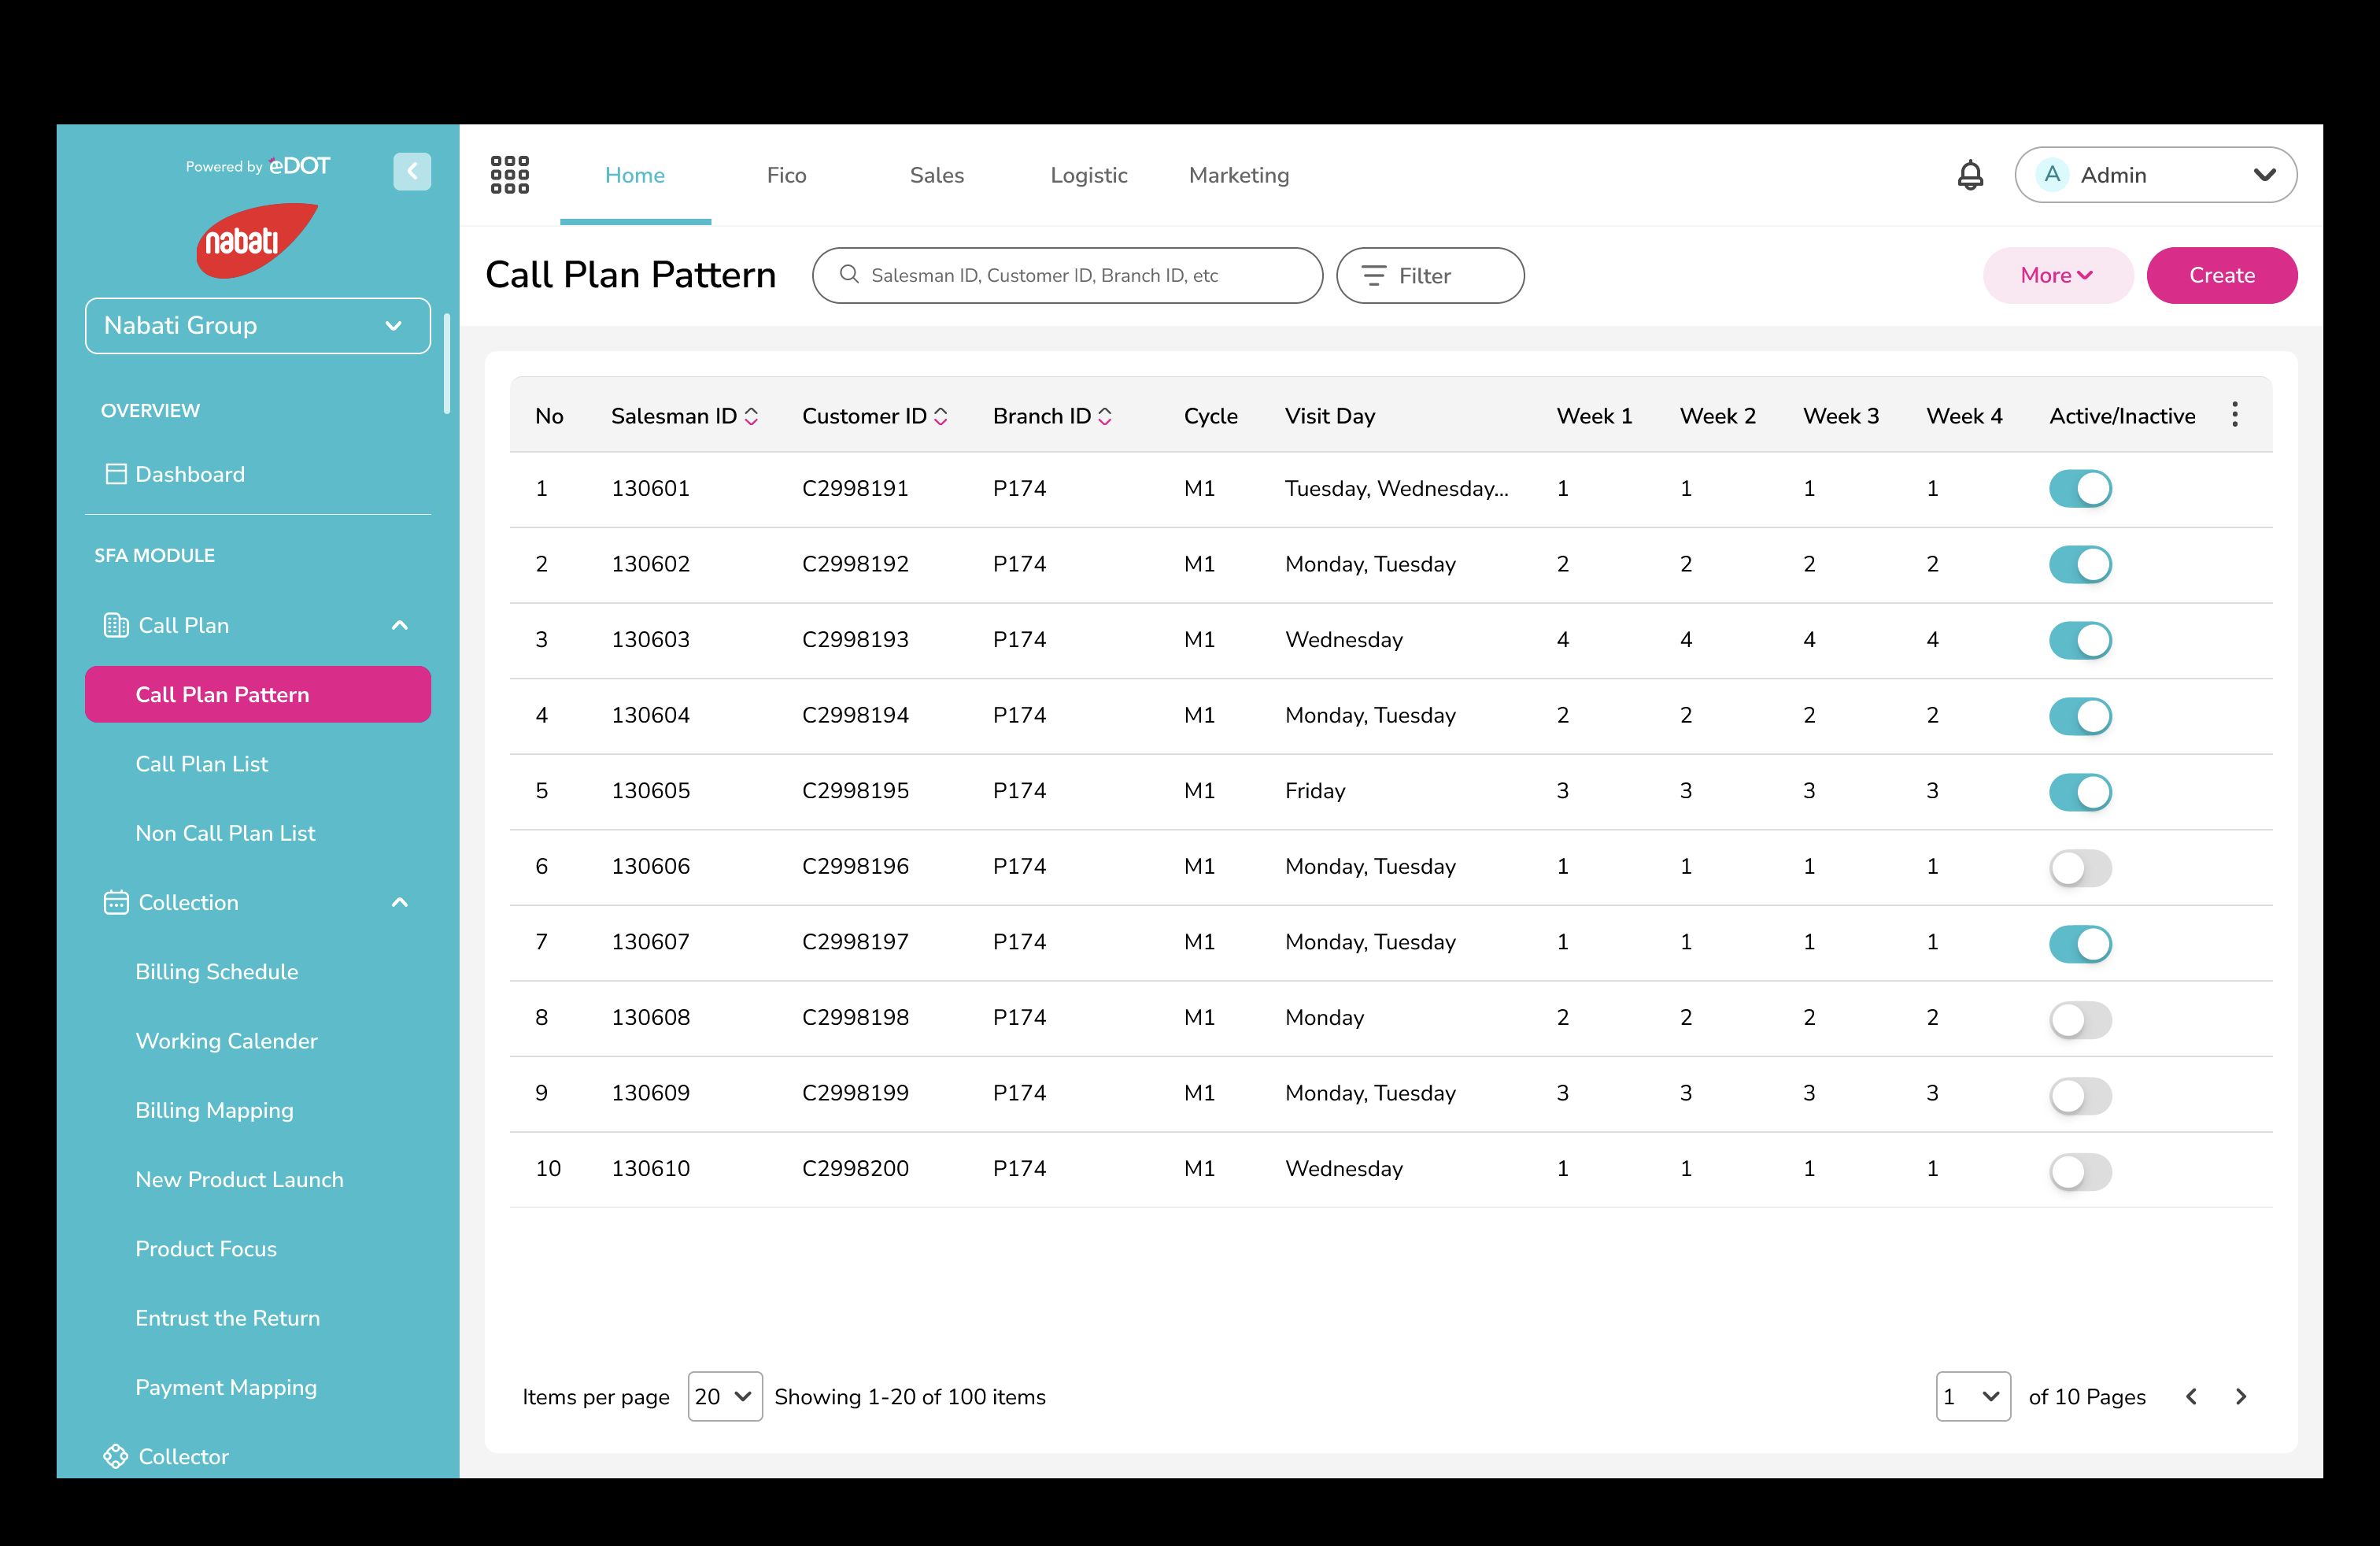 Powered by eDOT
nabati
Nabati Group
OVERVIEW
Dashboard
SFA MODULE
Call Plan
Call Plan Pattern
Call Plan List
Non Call Plan List
Collection
Billing Schedule
Working Calender
Billing Mapping
New Product Launch
Product Focus
Entrust the Return
Payment Mapping
Collector
Home Fico Sales Logistic Marketing
A Admin
Call Plan Pattern
Salesman ID, Customer ID, Branch ID, etc
Filter
More
Create
No Salesman ID Customer ID Branch ID Cycle Visit Day Week 1 Week 2 Week 3 Week 4 Active/Inactive
1 130601 C2998191 P174 M1 Tuesday, Wednesday... 1 1 1 1
2 130602 C2998192 P174 M1 Monday, Tuesday 2 2 2 2
3 130603 C2998193 P174 M1 Wednesday 4 4 4 4
4 130604 C2998194 P174 M1 Monday, Tuesday 2 2 2 2
5 130605 C2998195 P174 M1 Friday 3 3 3 3
6 130606 C2998196 P174 M1 Monday, Tuesday 1 1 1 1
7 130607 C2998197 P174 M1 Monday, Tuesday 1 1 1 1
8 130608 C2998198 P174 M1 Monday 2 2 2 2
9 130609 C2998199 P174 M1 Monday, Tuesday 3 3 3 3
10 130610 C2998200 P174 M1 Wednesday 1 1 1 1
Items per page 20 Showing 1-20 of 100 items
1 of 10 Pages